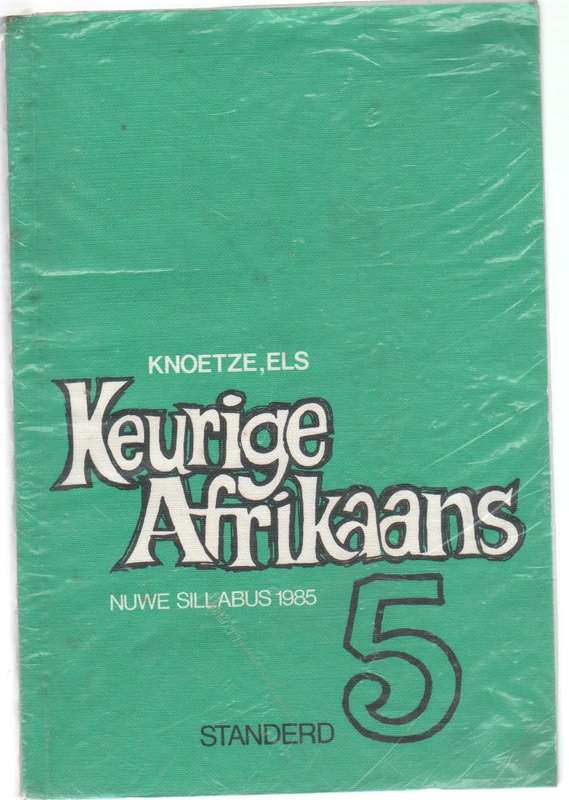 KNOETZE, ELS
Keurige
Afrikaans
NUWE SILLABUS 1985
STANDERD 5